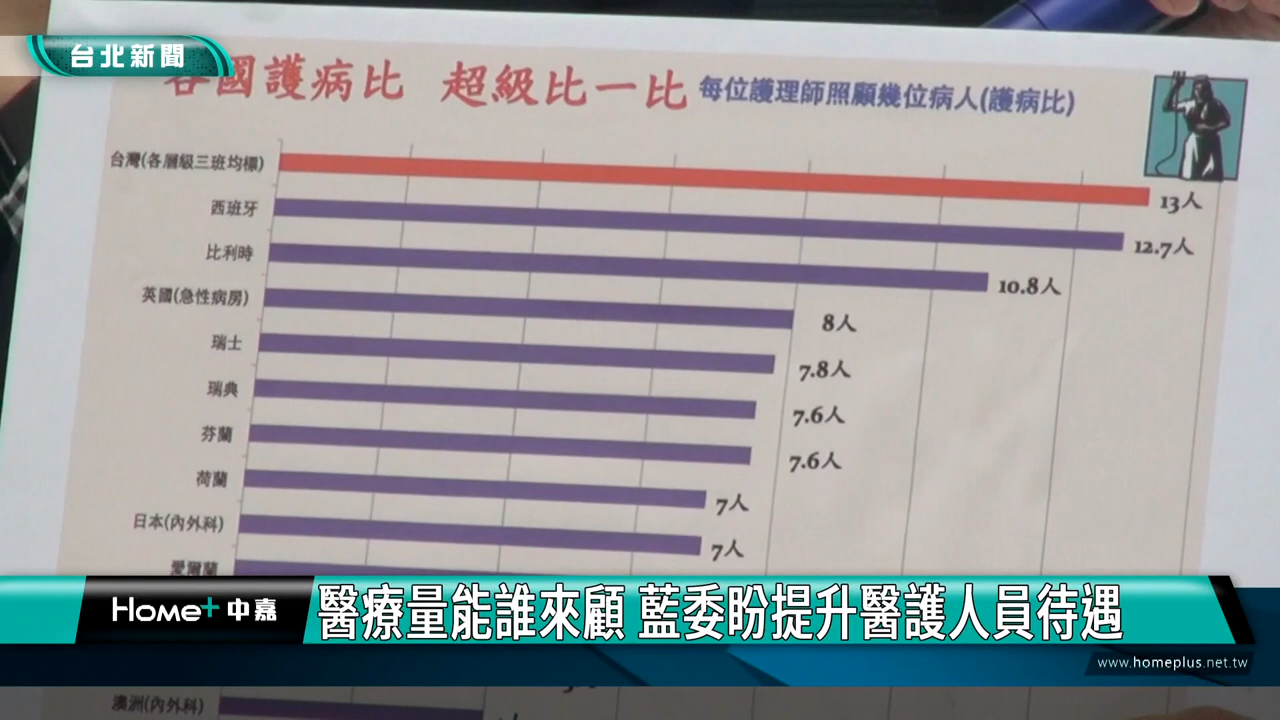 台北新聞
各國護病比 超級比一比 每位護理師照顧幾位病人(護病比)
台灣(各層級三班均標) 13人
西班牙 12.7人
比利時 10.8人
英國(急性病房) 8人
瑞士 7.8人
瑞典 7.6人
芬蘭 7.6人
荷蘭 7人
日本(內外科) 7人
愛爾蘭
Home+中嘉 醫療量能誰來顧 藍委盼提升醫護人員待遇
www.homeplus.net.tw
澳洲(內外科)